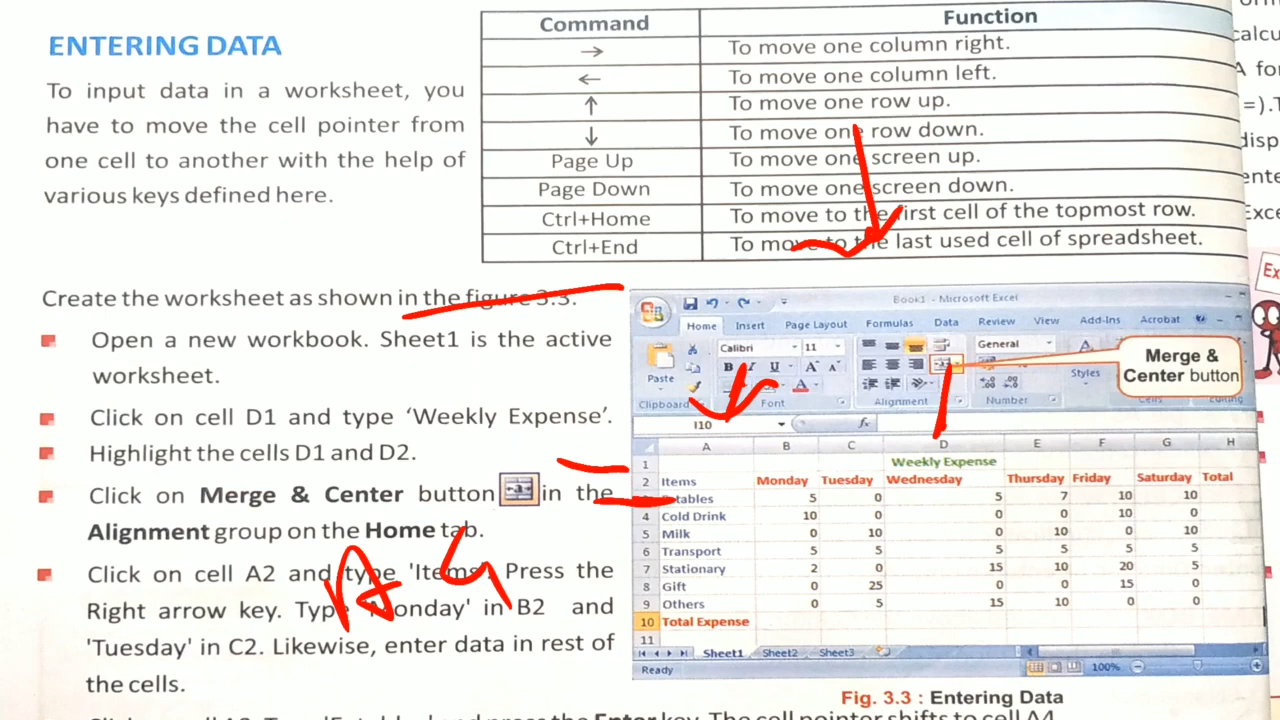 ENTERING DATA
To input data in a worksheet, you
have to move the cell pointer from
one cell to another with the help of
various keys defined here.
Command Function
→ To move one column right.
← To move one column left.
↑ To move one row up.
↓ To move one row down.
Page Up To move one screen up.
Page Down To move one screen down.
Ctrl+Home To move to the first cell of the topmost row.
Ctrl+End To move to the last used cell of spreadsheet.
calcu
A for
=).T
disp
ente
Exce
Ex
Create the worksheet as shown in the figure 3.3.
Open a new workbook. Sheet1 is the active
worksheet.
Click on cell D1 and type ‘Weekly Expense’.
Highlight the cells D1 and D2.
Click on Merge & Center button in the
Alignment group on the Home tab.
Click on cell A2 and type 'Items'. Press the
Right arrow key. Type 'Monday' in B2 and
'Tuesday' in C2. Likewise, enter data in rest of
the cells.
A 4
Book1 - Microsoft Excel
Home Insert Page Layout Formulas Data Review View Add-Ins Acrobat
Calibri 11 General
Paste B I U A A Styles
Clipboard Font Alignment Number Cells Editing
Merge &
Center button
I10 fx
A B C D E F G H
1 Weekly Expense
2 Items Monday Tuesday Wednesday Thursday Friday Saturday Total
3 Eatables 5 0 5 7 10 10
4 Cold Drink 10 0 0 0 10 0
5 Milk 0 10 0 10 0 10
6 Transport 5 5 5 5 5 5
7 Stationary 2 0 15 10 20 5
8 Gift 0 25 0 0 15 0
9 Others 0 5 15 10 0 0
10 Total Expense
11
Sheet1 Sheet2 Sheet3
Ready 100%
Fig. 3.3 : Entering Data